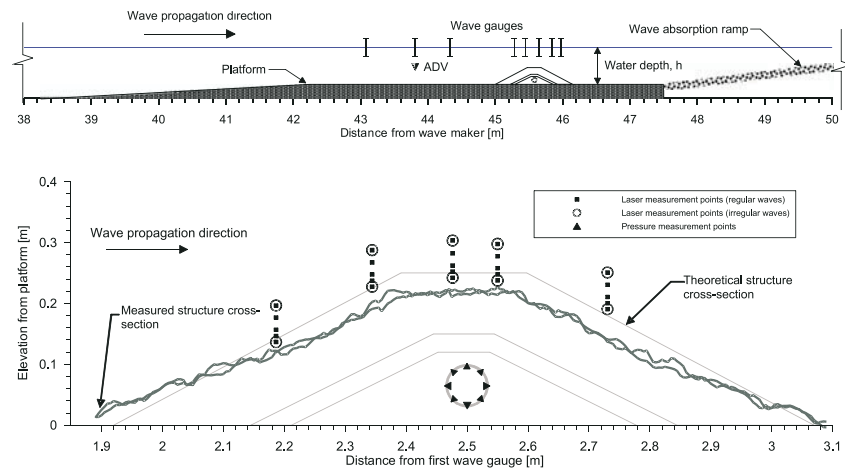 Wave propagation direction
Wave gauges
Wave absorption ramp
ADV
Platform
Water depth, h
38 39 40 41 42 43 44 45 46 47 48 49 50
Distance from wave maker [m]
0.4
0.3
0.2
0.1
0
Elevation from platform [m]
Wave propagation direction
Laser measurement points (regular waves)
Laser measurement points (irregular waves)
Pressure measurement points
Measured structure cross-
section
Theoretical structure
cross-section
1.9 2 2.1 2.2 2.3 2.4 2.5 2.6 2.7 2.8 2.9 3 3.1
Distance from first wave gauge [m]